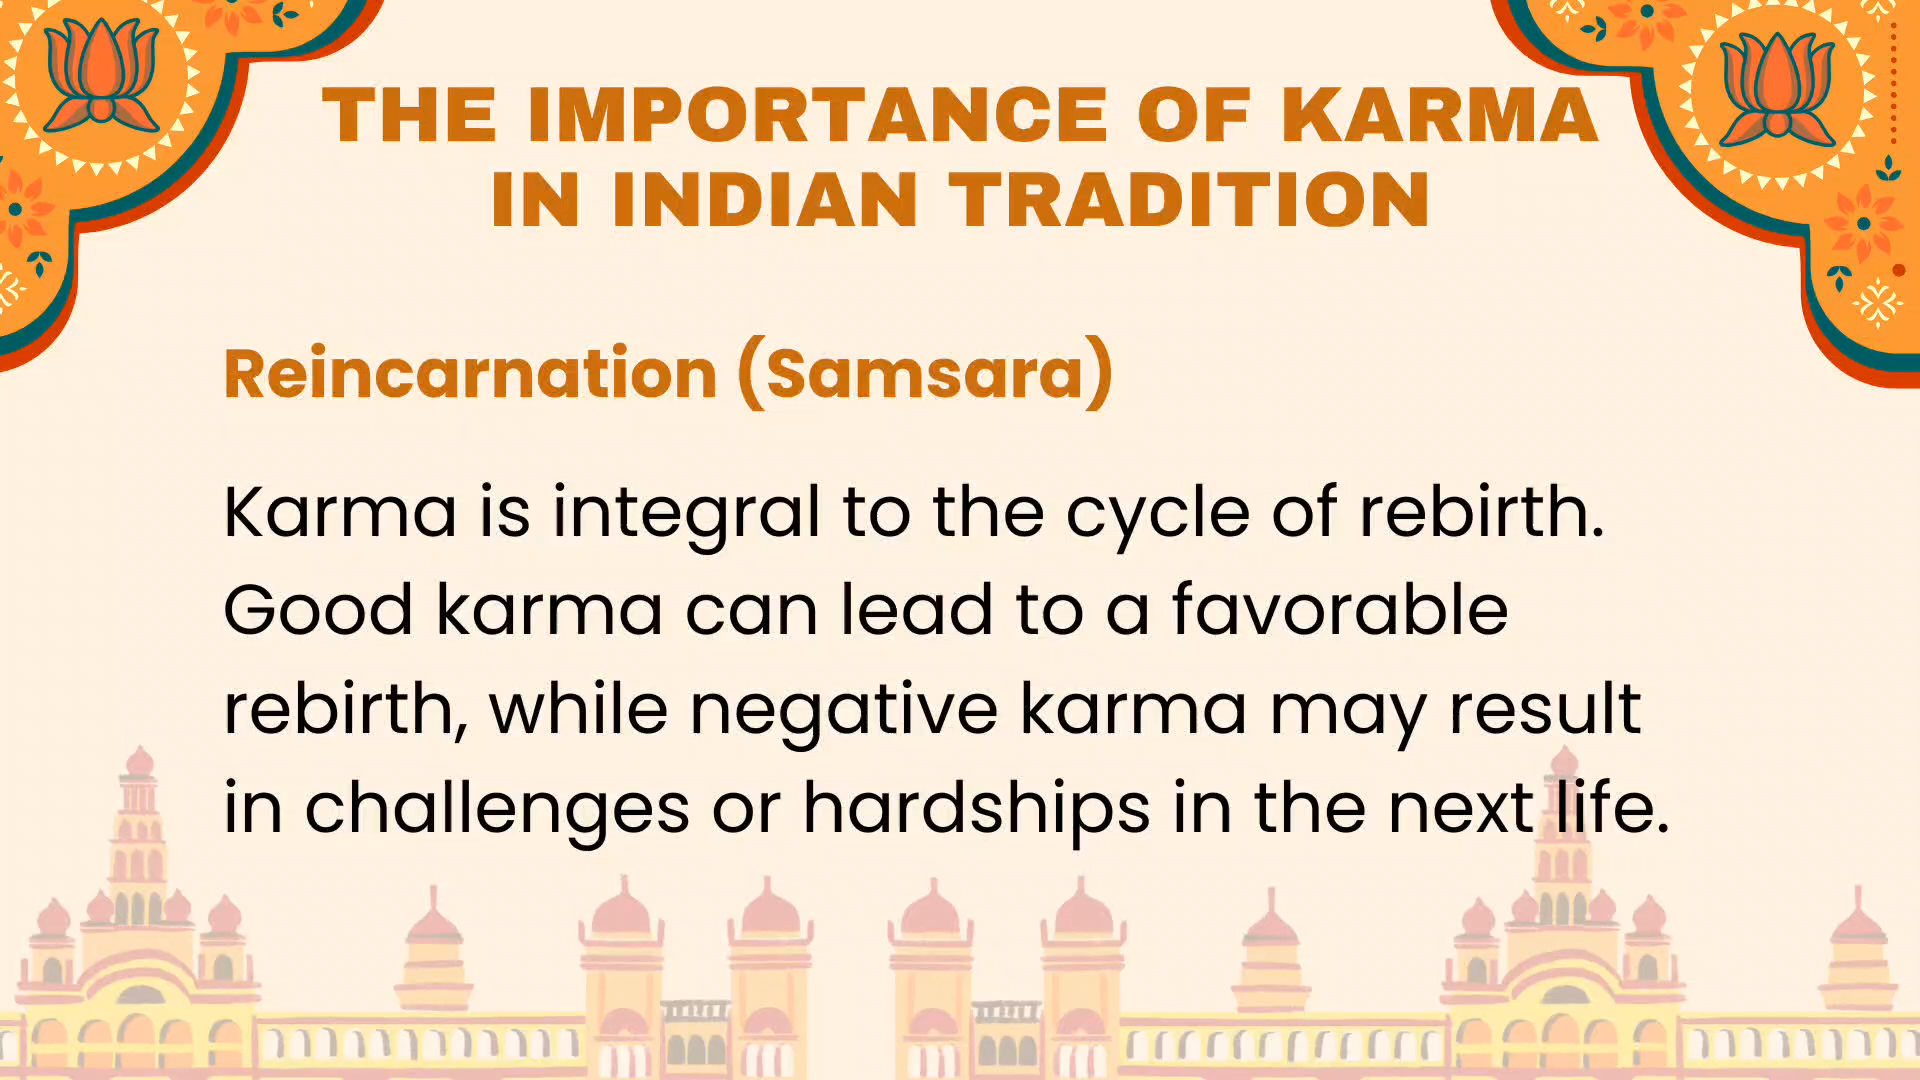 THE IMPORTANCE OF KARMA
IN INDIAN TRADITION
Reincarnation (Samsara)
Karma is integral to the cycle of rebirth.
Good karma can lead to a favorable
rebirth, while negative karma may result
in challenges or hardships in the next life.